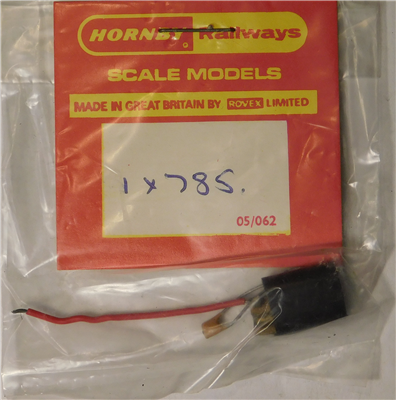 HORNBY Railways
SCALE MODELS
MADE IN GREAT BRITAIN BY ROVEX LIMITED
1 x 785.
05/062